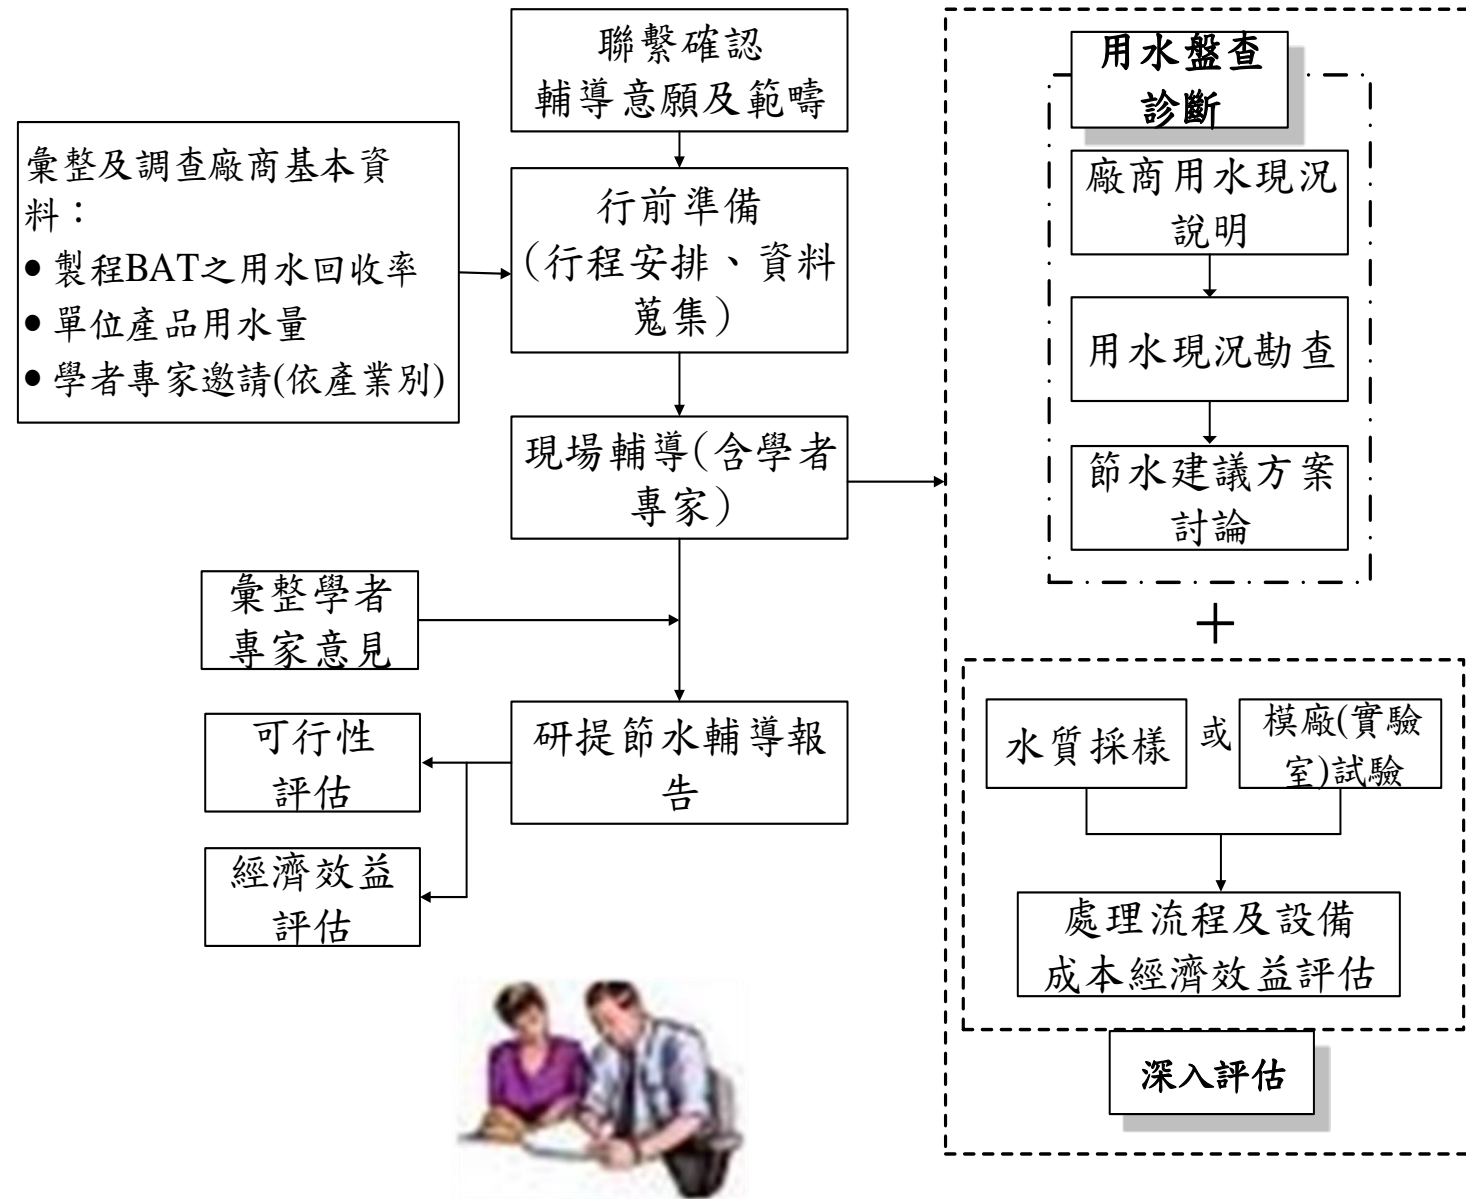 聯繫確認
輔導意願及範疇
彙整及調查廠商基本資
料：
● 製程BAT之用水回收率
● 單位產品用水量
● 學者專家邀請(依產業別)
行前準備
(行程安排、資料
蒐集)
現場輔導(含學者
專家)
彙整學者
專家意見
研提節水輔導報
告
可行性
評估
經濟效益
評估
用水盤查
診斷
廠商用水現況
說明
用水現況勘查
節水建議方案
討論
+
水質採樣
或
模廠(實驗
室)試驗
處理流程及設備
成本經濟效益評估
深入評估